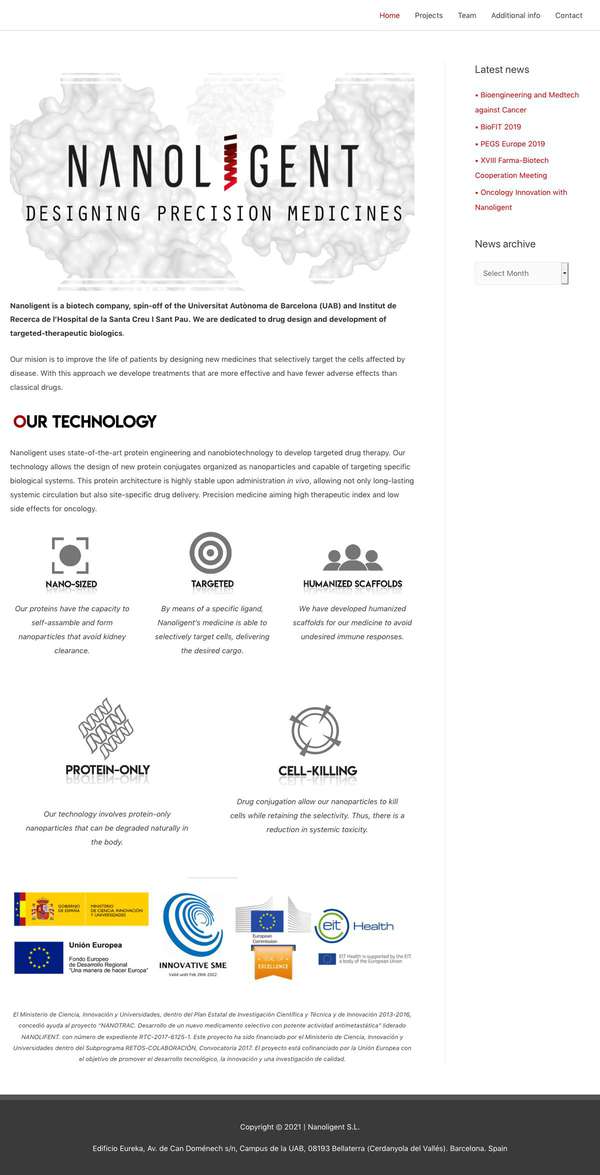 Home Projects Team Additional info Contact
NANOLIGENT
DESIGNING PRECISION MEDICINES
Nanoligent is a biotech company, spin-off of the Universitat Autònoma de Barcelona (UAB) and Institut de
Recerca de l'Hospital de la Santa Creu I Sant Pau. We are dedicated to drug design and development of
targeted-therapeutic biologics.
Our mision is to improve the life of patients by designing new medicines that selectively target the cells affected by
disease. With this approach we develope treatments that are more effective and have fewer adverse effects than
classical drugs.
OUR TECHNOLOGY
Nanoligent uses state-of-the-art protein engineering and nanobiotechnology to develop targeted drug therapy. Our
technology allows the design of new protein conjugates organized as nanoparticles and capable of targeting specific
biological systems. This protein architecture is highly stable upon administration in vivo, allowing not only long-lasting
systemic circulation but also site-specific drug delivery. Precision medicine aiming high therapeutic index and low
side effects for oncology.
NANO-SIZED
Our proteins have the capacity to
self-assamble and form
nanoparticles that avoid kidney
clearance.
TARGETED
By means of a specific ligand,
Nanoligent's medicine is able to
selectively target cells, delivering
the desired cargo.
HUMANIZED SCAFFOLDS
We have developed humanized
scaffolds for our medicine to avoid
undesired immune responses.
PROTEIN-ONLY
Our technology involves protein-only
nanoparticles that can be degraded naturally in
the body.
CELL-KILLING
Drug conjugation allow our nanoparticles to kill
cells while retaining the selectivity. Thus, there is a
reduction in systemic toxicity.
GOBIERNO
DE ESPAÑA
MINISTERIO
DE CIENCIA, INNOVACIÓN
Y UNIVERSIDADES
Unión Europea
Fondo Europeo
de Desarrollo Regional
"Una manera de hacer Europa"
INNOVATIVE SME
Valid until Feb 26th 2022
European
Commission
SEAL OF
EXCELLENCE
eit Health
EIT Health is supported by the EIT
a body of the European Union
El Ministerio de Ciencia, Innovación y Universidades, dentro del Plan Estatal de Investigación Científica y Técnica y de Innovación 2013-2016,
concedió ayuda al proyecto "NANOTRAC. Desarrollo de un nuevo medicamento selectivo con potente actividad antimetastática" liderado
NANOLIFENT. con número de expediente RTC-2017-6125-1. Este proyecto ha sido financiado por el Ministerio de Ciencia, Innovación y
Universidades dentro del Subprograma RETOS-COLABORACIÓN, Convocatoria 2017. El proyecto está cofinanciado por la Unión Europea con
el objetivo de promover el desarrollo tecnológico, la innovación y una investigación de calidad.
Latest news
• Bioengineering and Medtech
against Cancer
• BioFIT 2019
• PEGS Europe 2019
• XVIII Farma-Biotech
Cooperation Meeting
• Oncology Innovation with
Nanoligent
News archive
Select Month
Copyright © 2021 | Nanoligent S.L.
Edificio Eureka, Av. de Can Domènech s/n, Campus de la UAB, 08193 Bellaterra (Cerdanyola del Vallés). Barcelona. Spain